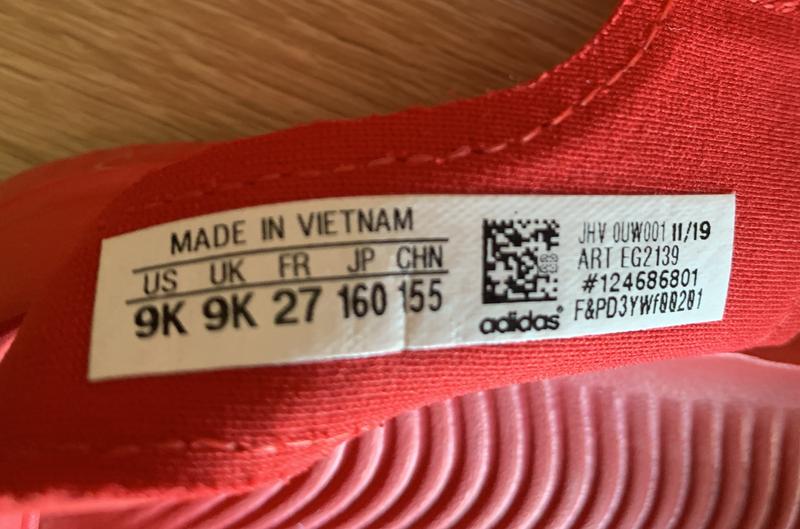 MADE IN VIETNAM
US UK FR JP CHN
9K 9K 27 160 155
adidas
JHV 0UW001 11/19
ART EG2139
#124686801
F&PD3YWf00201